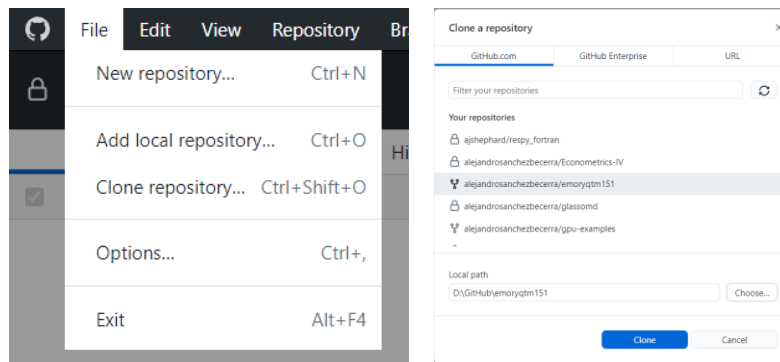 File Edit View Repository Br
New repository... Ctrl+N
Add local repository... Ctrl+O
Hi
Clone repository... Ctrl+Shift+O
Options... Ctrl+,
Exit Alt+F4
Clone a repository
GitHub.com GitHub Enterprise URL
Filter your repositories
Your repositories
ajshephard/respy_fortran
alejandrosanchezbecerra/Econometrics-IV
alejandrosanchezbecerra/emoryqtm151
alejandrosanchezbecerra/glassomd
alejandrosanchezbecerra/gpu-examples
Local path
D:\GitHub\emoryqtm151 Choose...
Clone Cancel